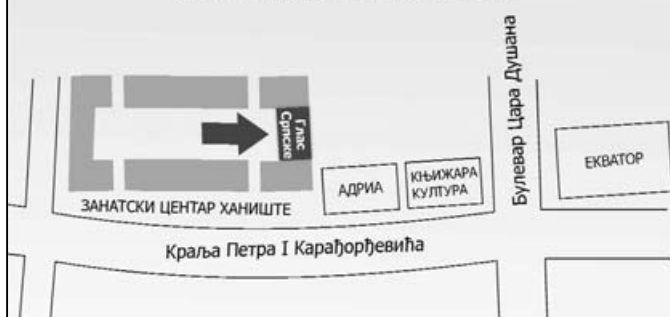 Булевар Цара Душана
Глас
Српске
ЕКВАТОР
АДРИА
КЊИЖАРА
КУЛТУРА
ЗАНАТСКИ ЦЕНТАР ХАНИШТЕ
Краља Петра I Карађорђевића